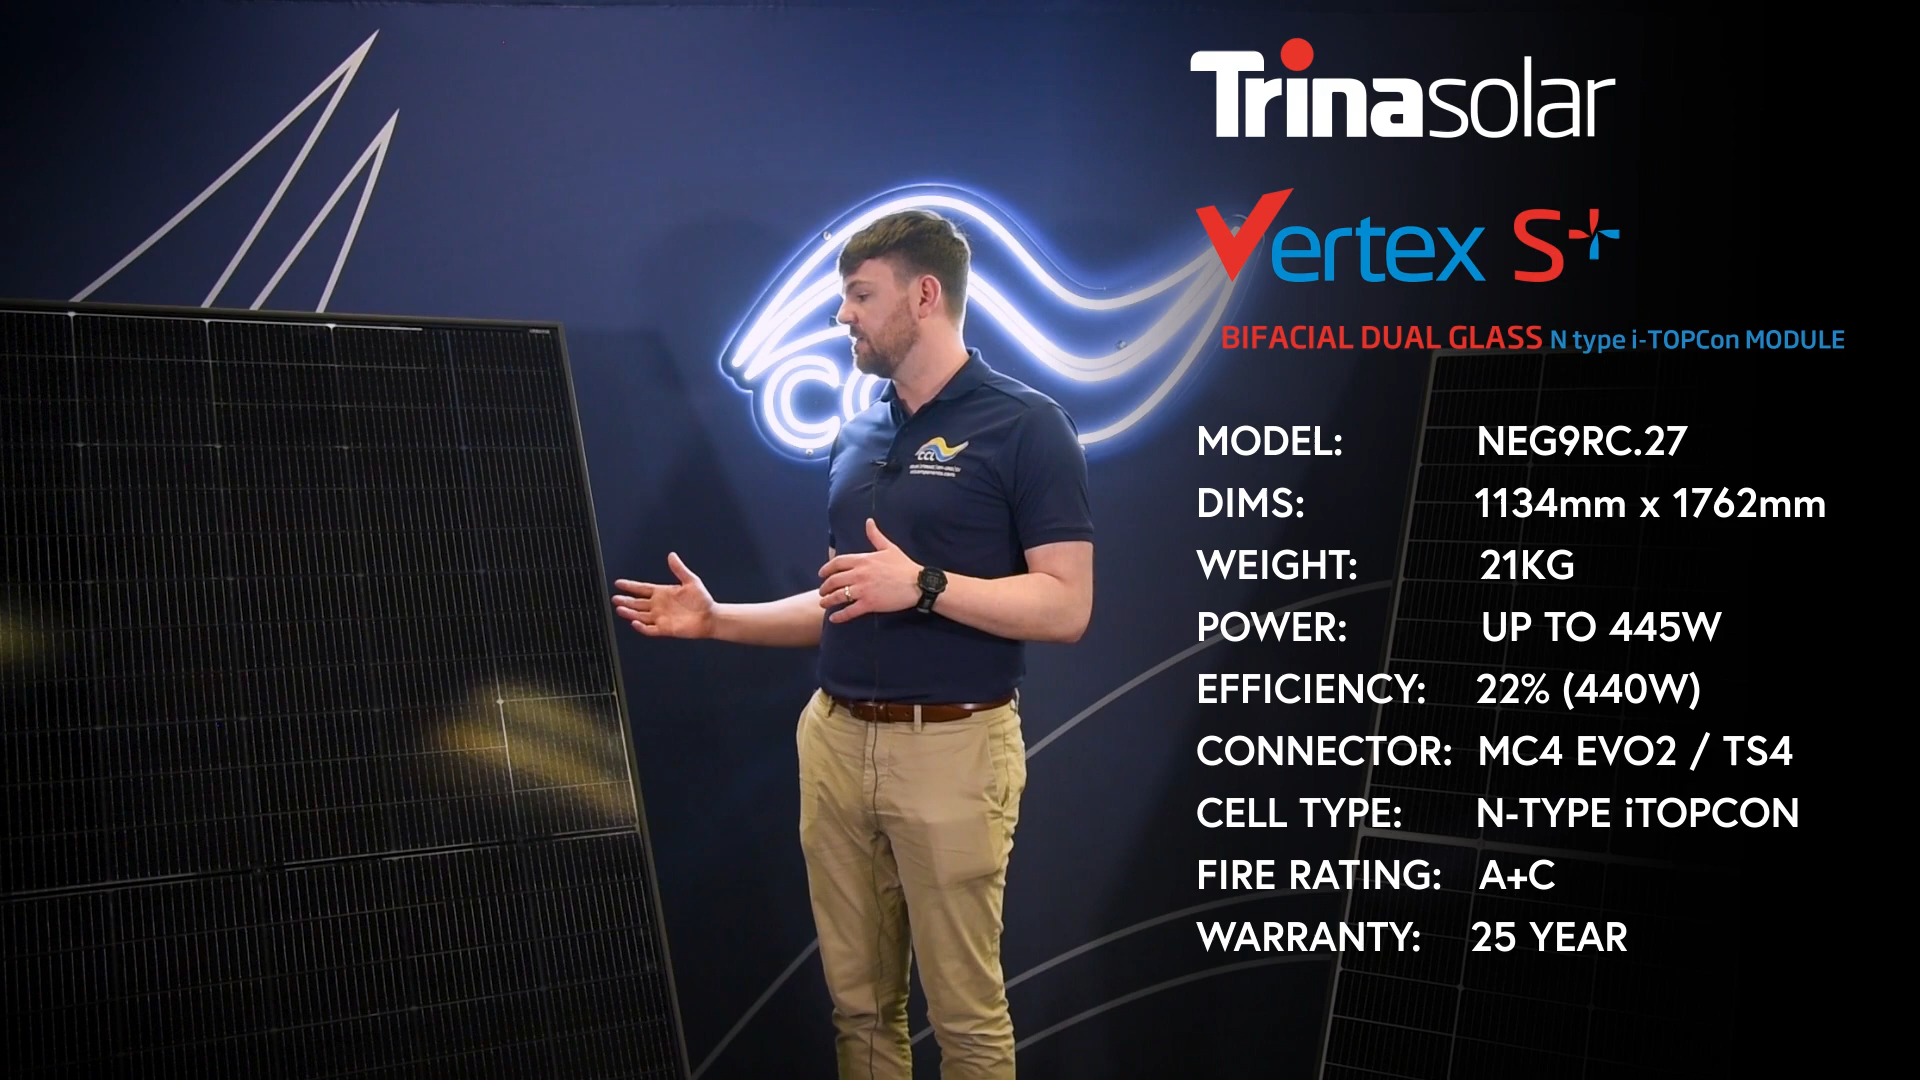 Trinasolar
Vertex S+
BIFACIAL DUAL GLASS N type i-TOPCon MODULE
MODEL: NEG9RC.27
DIMS: 1134mm x 1762mm
WEIGHT: 21KG
POWER: UP TO 445W
EFFICIENCY: 22% (440W)
CONNECTOR: MC4 EVO2 / TS4
CELL TYPE: N-TYPE iTOPCON
FIRE RATING: A+C
WARRANTY: 25 YEAR
CCL